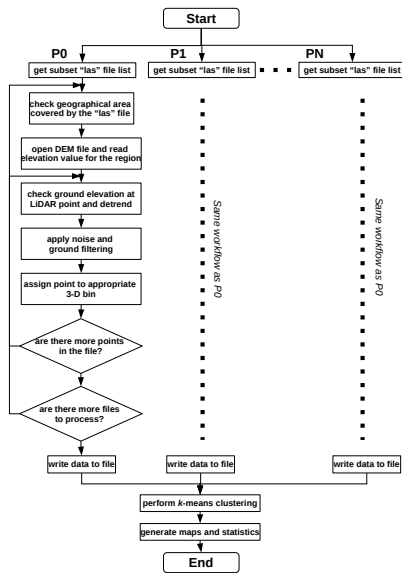 Start
P0
P1
PN
get subset "las" file list
get subset "las" file list
get subset "las" file list
check geographical area
covered by the "las" file
open DEM file and read
elevation value for the region
check ground elevation at
LiDAR point and detrend
apply noise and
ground filtering
assign point to appropriate
3-D bin
are there more points
in the file?
are there more files
to process?
Same workflow as P0
Same workflow as P0
write data to file
write data to file
write data to file
perform k-means clustering
generate maps and statistics
End